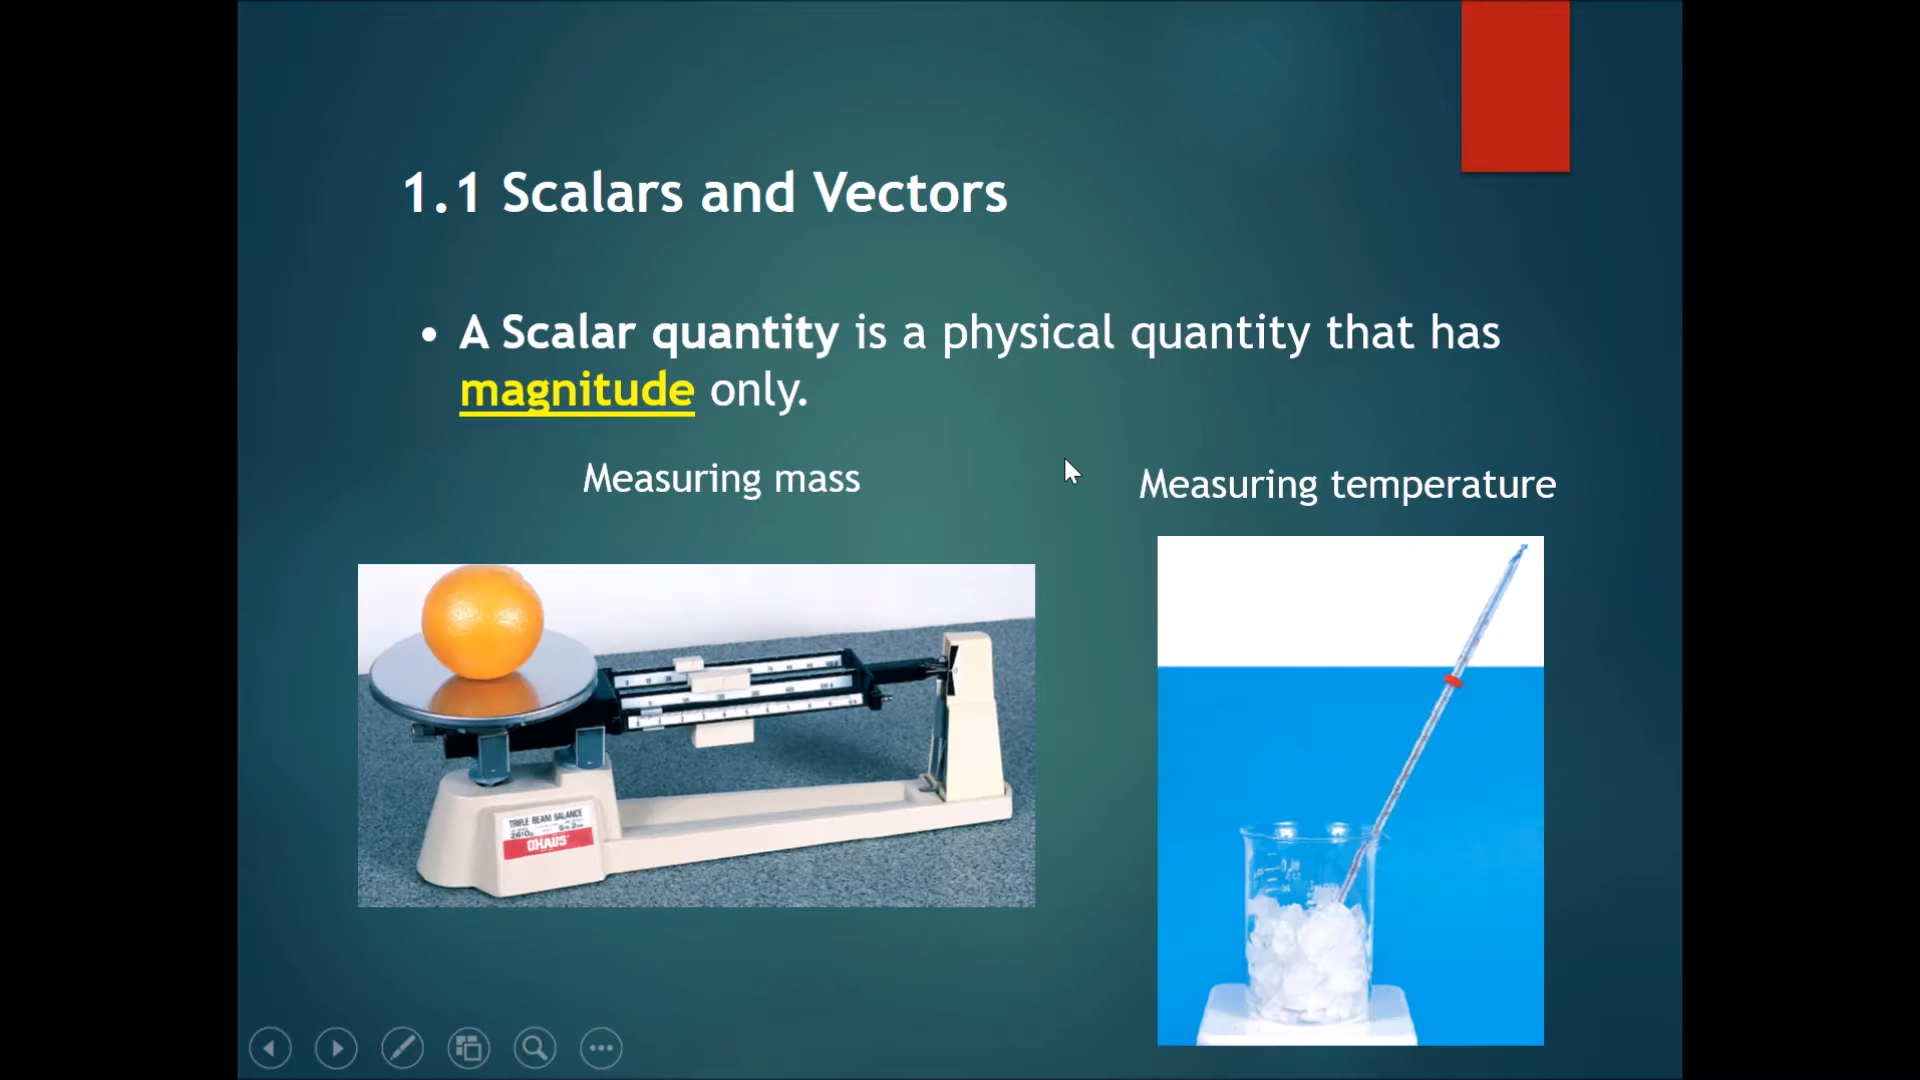 1.1 Scalars and Vectors
• A Scalar quantity is a physical quantity that has
magnitude only.
Measuring mass
Measuring temperature
TRIPLE BEAM BALANCE
2610g
OHAUS